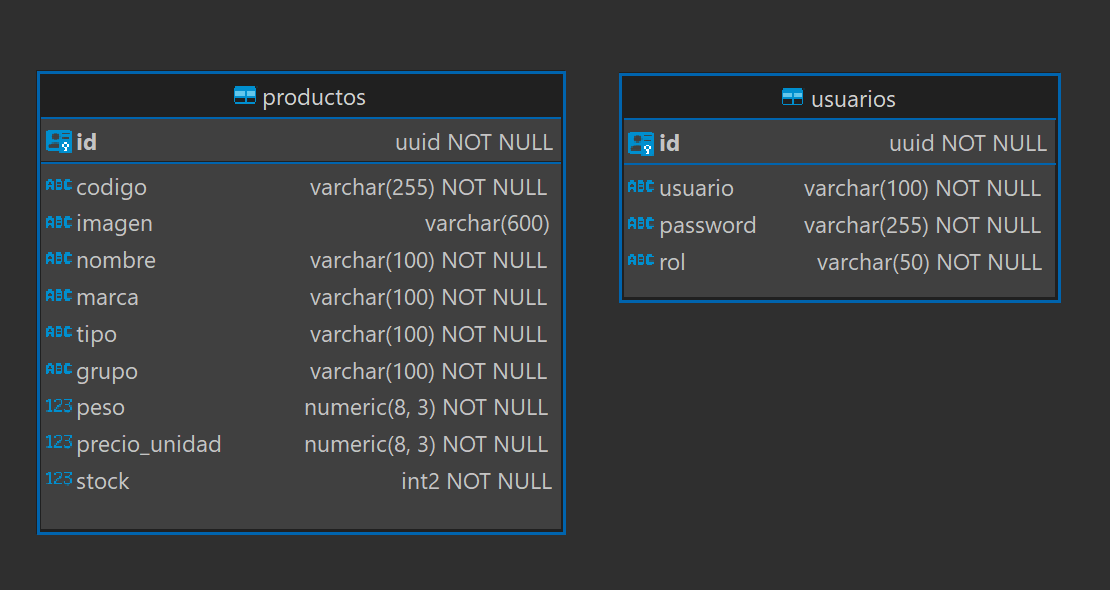 productos
id uuid NOT NULL
ABC codigo varchar(255) NOT NULL
ABC imagen varchar(600)
ABC nombre varchar(100) NOT NULL
ABC marca varchar(100) NOT NULL
ABC tipo varchar(100) NOT NULL
ABC grupo varchar(100) NOT NULL
123 peso numeric(8, 3) NOT NULL
123 precio_unidad numeric(8, 3) NOT NULL
123 stock int2 NOT NULL
usuarios
id uuid NOT NULL
ABC usuario varchar(100) NOT NULL
ABC password varchar(255) NOT NULL
ABC rol varchar(50) NOT NULL